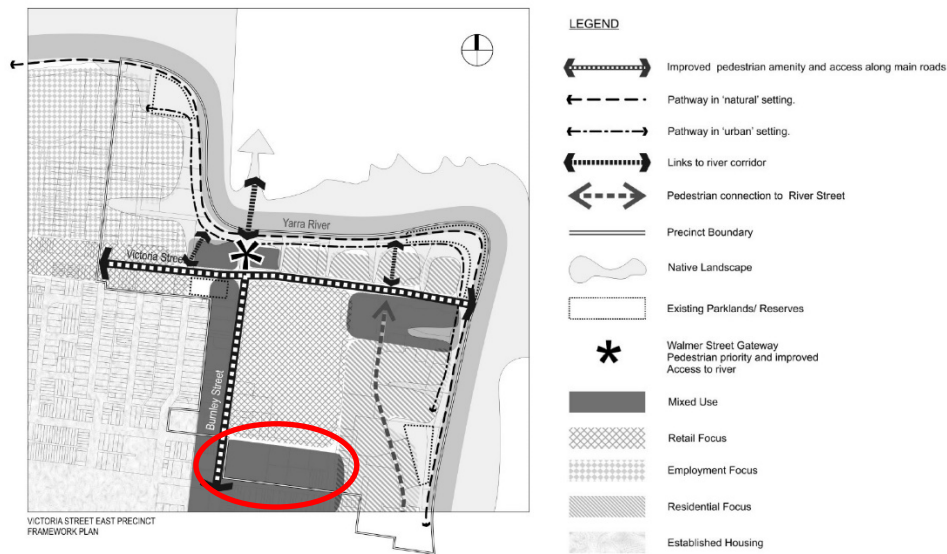 LEGEND
Improved pedestrian amenity and access along main roads
Pathway in 'natural' setting.
Pathway in 'urban' setting.
Links to river corridor
Pedestrian connection to River Street
Precinct Boundary
Native Landscape
Existing Parklands/ Reserves
Walmer Street Gateway
Pedestrian priority and improved
Access to river
Mixed Use
Retail Focus
Employment Focus
Residential Focus
Established Housing
Yarra River
Victoria Street
Burnley Street
VICTORIA STREET EAST PRECINCT
FRAMEWORK PLAN